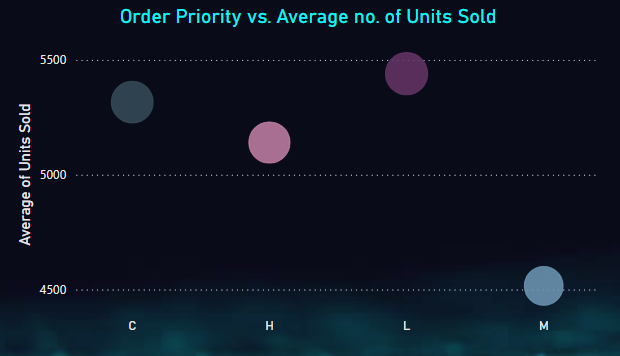 Order Priority vs. Average no. of Units Sold
Average of Units Sold
5500
5000
4500
C H L M